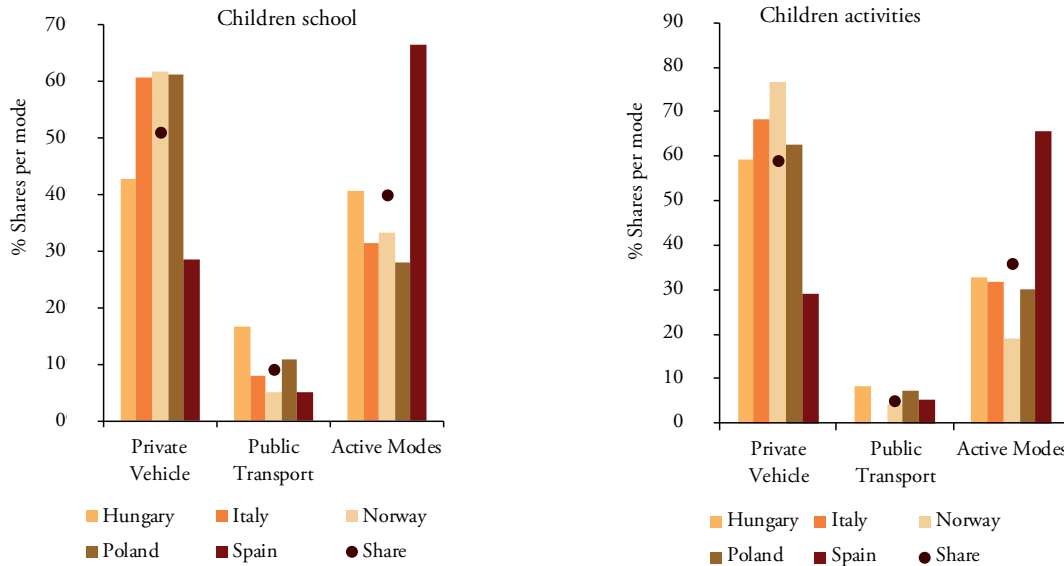 Children school
% Shares per mode
70
60
50
40
30
20
10
0
Private
Vehicle
Public
Transport
Active Modes
Hungary
Italy
Norway
Poland
Spain
Share
Children activities
% Shares per mode
90
80
70
60
50
40
30
20
10
0
Private
Vehicle
Public
Transport
Active Modes
Hungary
Italy
Norway
Poland
Spain
Share